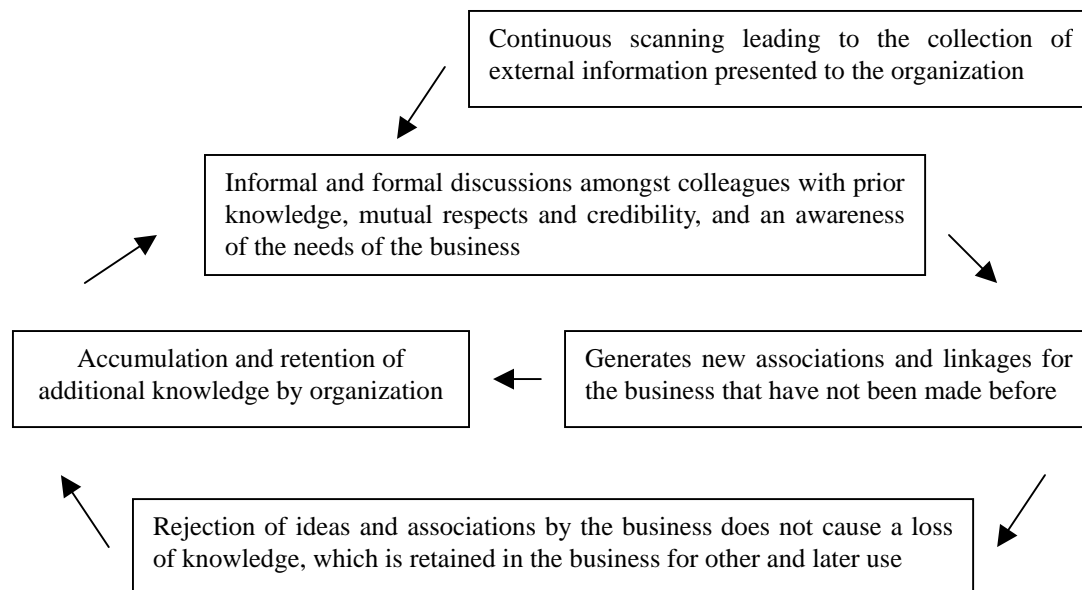 Continuous scanning leading to the collection of
external information presented to the organization
Informal and formal discussions amongst colleagues with prior
knowledge, mutual respects and credibility, and an awareness
of the needs of the business
Accumulation and retention of
additional knowledge by organization
Generates new associations and linkages for
the business that have not been made before
Rejection of ideas and associations by the business does not cause a loss
of knowledge, which is retained in the business for other and later use